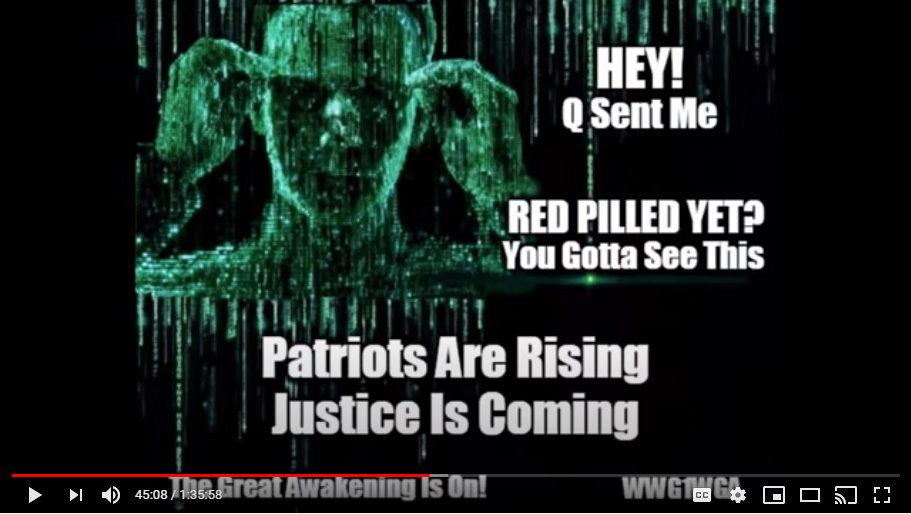 HEY!
Q Sent Me
RED PILLED YET?
You Gotta See This
Patriots Are Rising
Justice Is Coming
The Great Awakening Is On!
WWG1WGA
45:08 / 1:35:58
CC